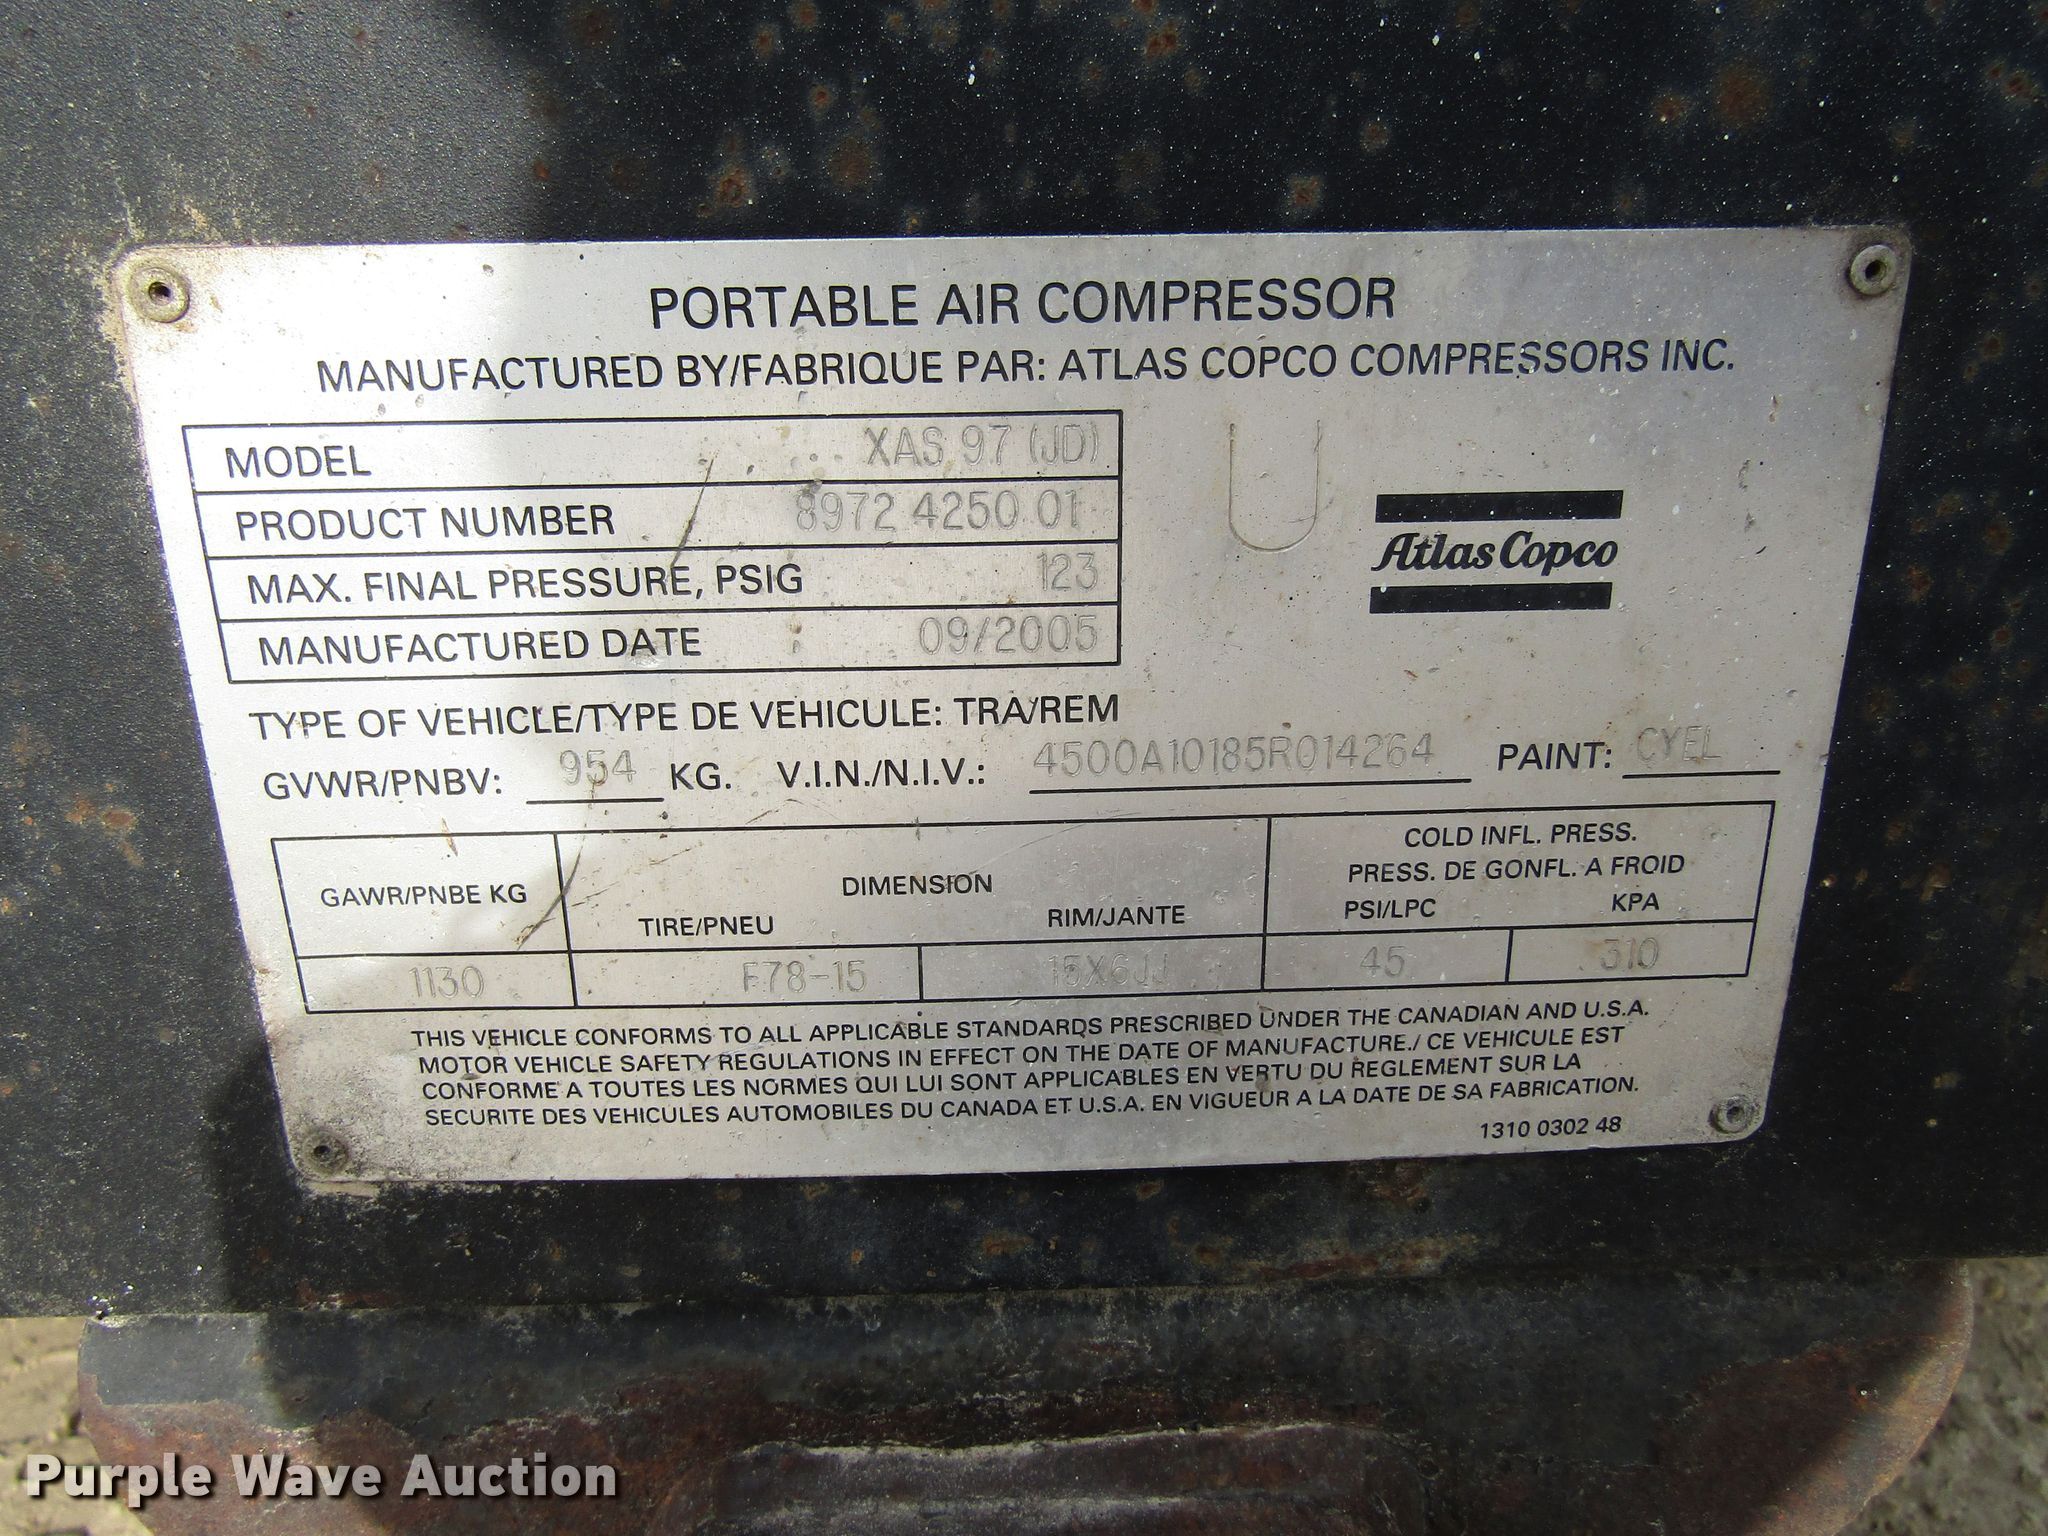 PORTABLE AIR COMPRESSOR
MANUFACTURED BY/FABRIQUE PAR: ATLAS COPCO COMPRESSORS INC.
MODEL XAS 97 (JD)
PRODUCT NUMBER 8972 4250 01
MAX. FINAL PRESSURE, PSIG 123
MANUFACTURED DATE 09/2005
U
Atlas Copco
TYPE OF VEHICLE/TYPE DE VEHICULE: TRA/REM
GVWR/PNBV: 954 KG. V.I.N./N.I.V.: 4500A10185R014264 PAINT: CYEL
GAWR/PNBE KG
DIMENSION
TIRE/PNEU RIM/JANTE
COLD INFL. PRESS.
PRESS. DE GONFL. A FROID
PSI/LPC KPA
1130 F78-15 15X6JJ 45 310
THIS VEHICLE CONFORMS TO ALL APPLICABLE STANDARDS PRESCRIBED UNDER THE CANADIAN AND U.S.A.
MOTOR VEHICLE SAFETY REGULATIONS IN EFFECT ON THE DATE OF MANUFACTURE./ CE VEHICULE EST
CONFORME A TOUTES LES NORMES QUI LUI SONT APPLICABLES EN VERTU DU REGLEMENT SUR LA
SECURITE DES VEHICULES AUTOMOBILES DU CANADA ET U.S.A. EN VIGUEUR A LA DATE DE SA FABRICATION.
1310 0302 48
Purple Wave Auction